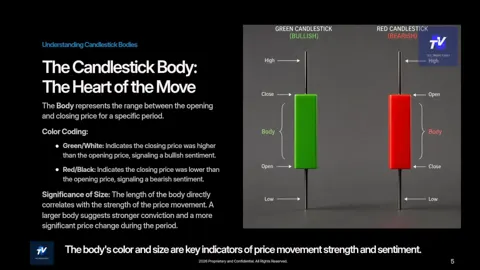 Understanding Candlestick Bodies
The Candlestick Body:
The Heart of the Move
The Body represents the range between the opening
and closing price for a specific period.
Color Coding:
Green/White: Indicates the closing price was higher
than the opening price, signaling a bullish sentiment.
Red/Black: Indicates the closing price was lower than
the opening price, signaling a bearish sentiment.
Significance of Size: The length of the body directly
correlates with the strength of the price movement. A
larger body suggests stronger conviction and a more
significant price change during the period.
GREEN CANDLESTICK
(BULLISH)
High
Close
Body
Open
Low
RED CANDLESTICK
(BEARISH)
High
Open
Body
Close
Low
TV
The body's color and size are key indicators of price movement strength and sentiment.
2026 Proprietary and Confidential. All Rights Reserved.
5